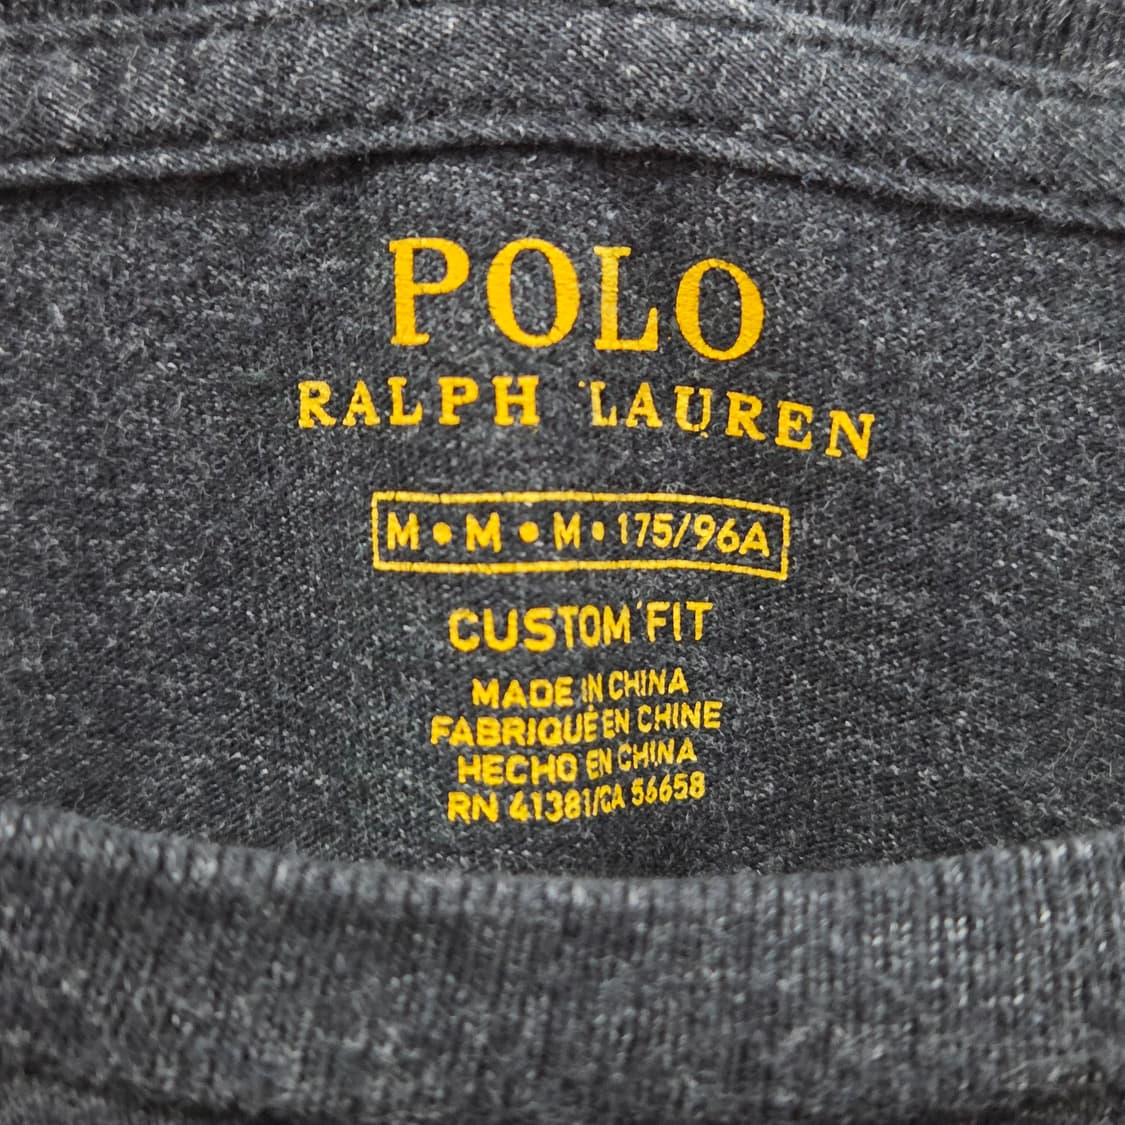 POLO
RALPH LAUREN
M • M • M • 175/96A
CUSTOM FIT
MADE IN CHINA
FABRIQUÉ EN CHINE
HECHO EN CHINA
RN 41381/CA 56658